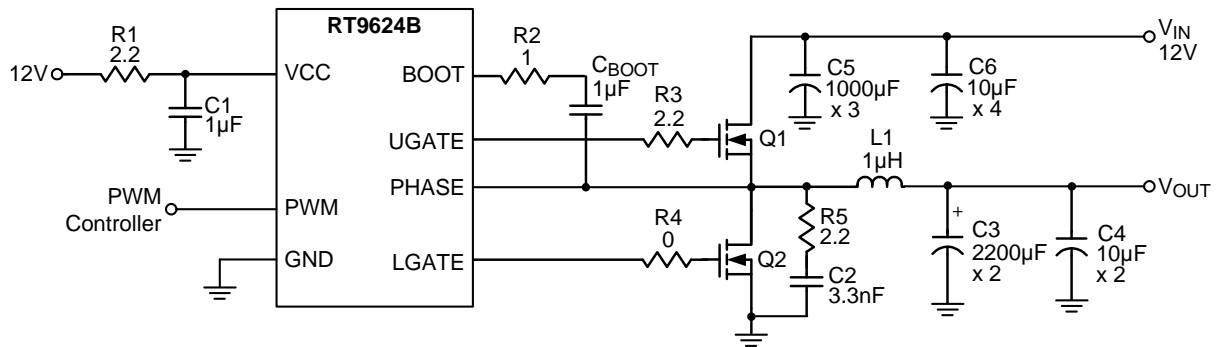 RT9624B
12V
R1
2.2
C1
1µF
VCC
PWM
Controller
PWM
GND
BOOT
UGATE
PHASE
LGATE
R2
1
CBOOT
1µF
R3
2.2
Q1
R4
0
Q2
R5
2.2
C2
3.3nF
C5
1000µF
x 3
C6
10µF
x 4
VIN
12V
L1
1µH
VOUT
+
C3
2200µF
x 2
C4
10µF
x 2